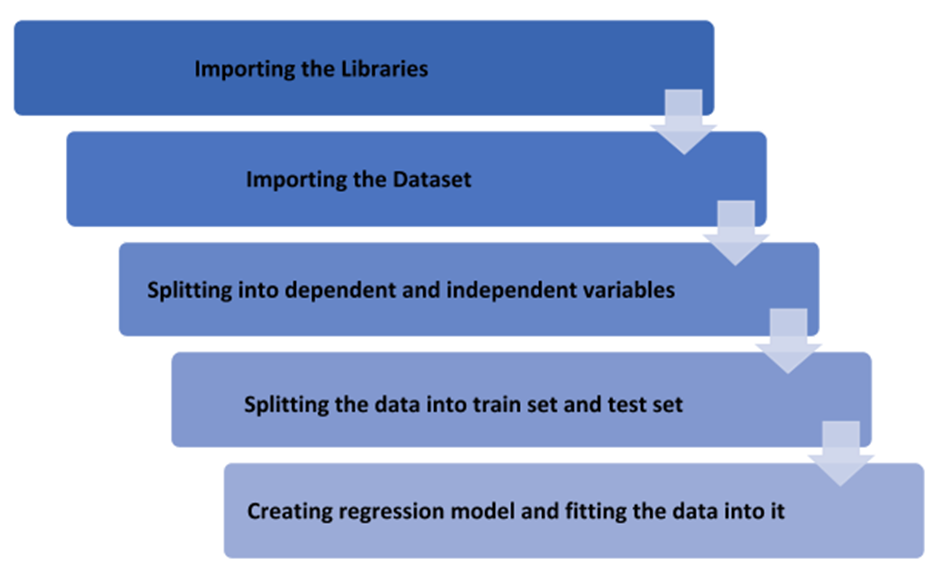 Importing the Libraries
Importing the Dataset
Splitting into dependent and independent variables
Splitting the data into train set and test set
Creating regression model and fitting the data into it